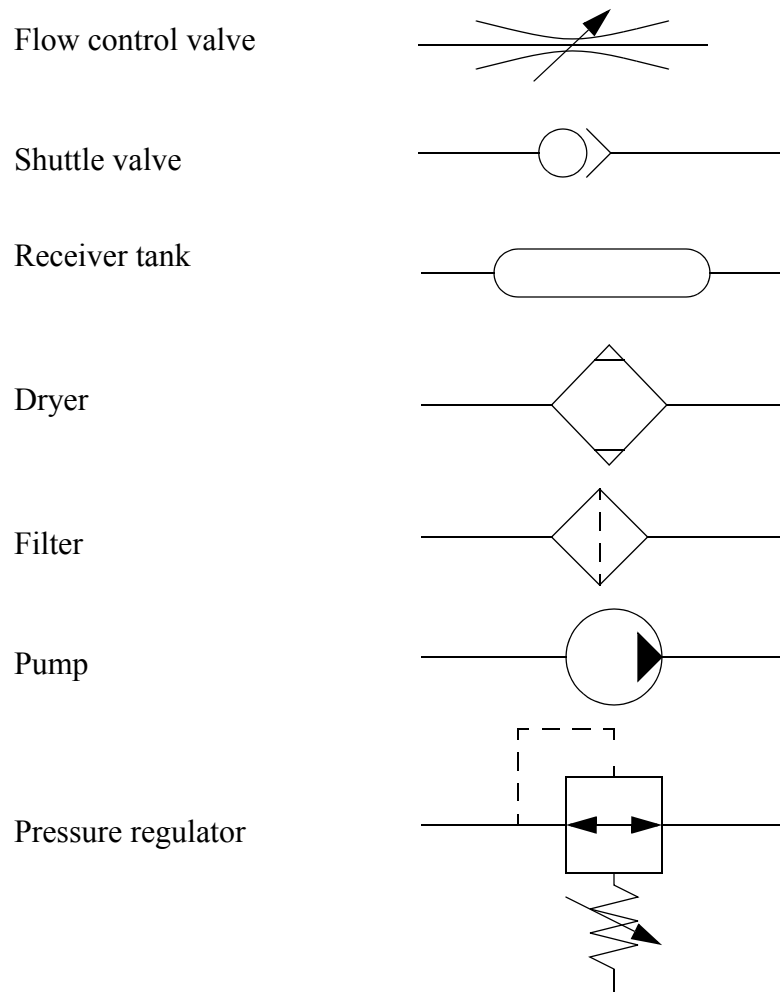 Flow control valve
Shuttle valve
Receiver tank
Dryer
Filter
Pump
Pressure regulator